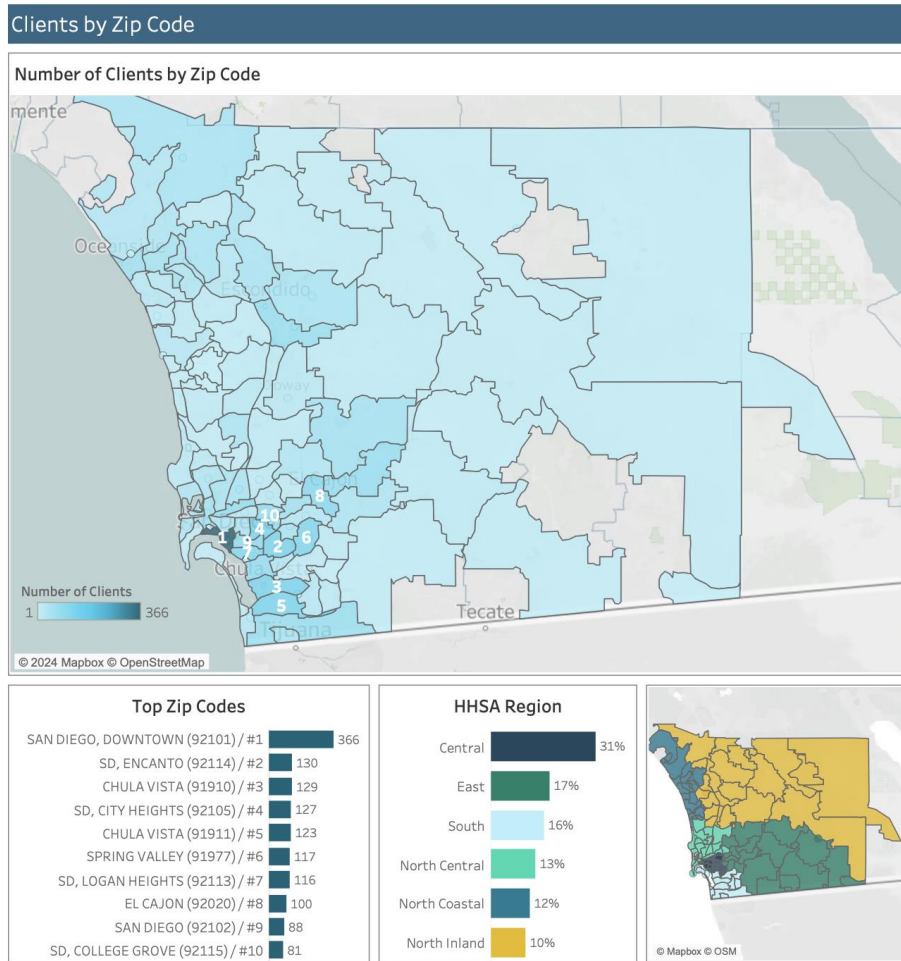 Clients by Zip Code
Number of Clients by Zip Code
mente
Oceanside
Escondido
Poway
El Cajon
8
10
4
1
9
2
6
7
Chula Vista
3
5
Tijuana
Tecate
Number of Clients
1 366
© 2024 Mapbox © OpenStreetMap
Top Zip Codes
SAN DIEGO, DOWNTOWN (92101) / #1 366
SD, ENCANTO (92114) / #2 130
CHULA VISTA (91910) / #3 129
SD, CITY HEIGHTS (92105) / #4 127
CHULA VISTA (91911) / #5 123
SPRING VALLEY (91977) / #6 117
SD, LOGAN HEIGHTS (92113) / #7 116
EL CAJON (92020) / #8 100
SAN DIEGO (92102) / #9 88
SD, COLLEGE GROVE (92115) / #10 81
HHSA Region
Central 31%
East 17%
South 16%
North Central 13%
North Coastal 12%
North Inland 10%
© Mapbox © OSM